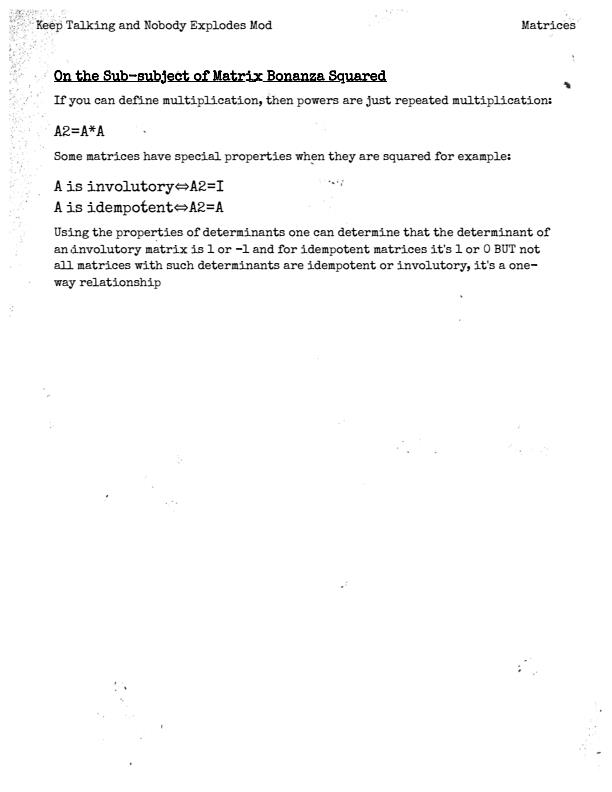 Keep Talking and Nobody Explodes Mod Matrices
On the Sub-subject of Matrix Bonanza Squared
If you can define multiplication, then powers are just repeated multiplication:
A2=A*A
Some matrices have special properties when they are squared for example:
A is involutory⇔A2=I
A is idempotent⇔A2=A
Using the properties of determinants one can determine that the determinant of
an involutory matrix is 1 or -1 and for idempotent matrices it's 1 or 0 BUT not
all matrices with such determinants are idempotent or involutory, it's a one-
way relationship